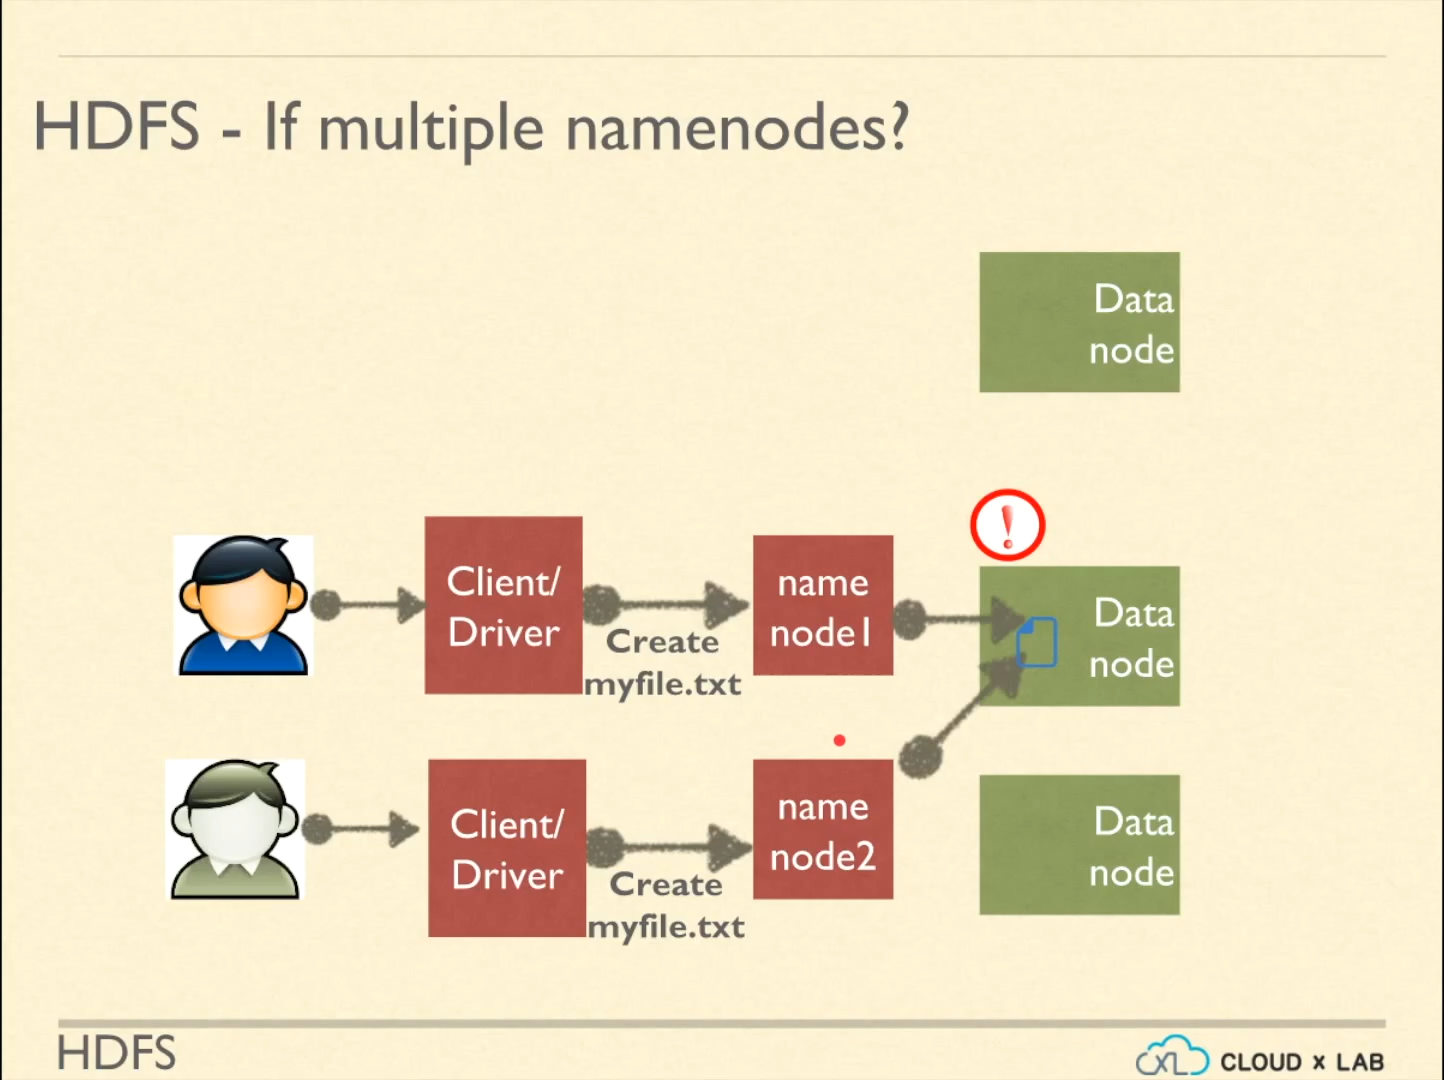 HDFS - If multiple namenodes?
Data
node
!
Client/
Driver
Create
myfile.txt
name
node1
Data
node
Client/
Driver
Create
myfile.txt
name
node2
Data
node
HDFS
CXL CLOUD x LAB